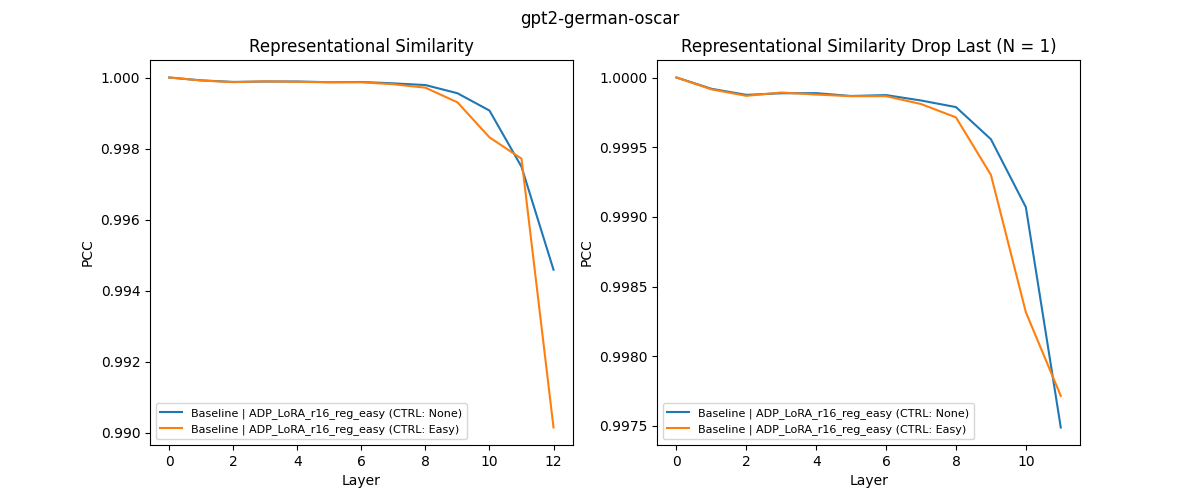 gpt2-german-oscar
Representational Similarity
1.000
0.998
0.996
0.994
0.992
0.990
PCC
0 2 4 6 8 10 12
Layer
Baseline | ADP_LoRA_r16_reg_easy (CTRL: None)
Baseline | ADP_LoRA_r16_reg_easy (CTRL: Easy)
Representational Similarity Drop Last (N = 1)
1.0000
0.9995
0.9990
0.9985
0.9980
0.9975
PCC
0 2 4 6 8 10
Layer
Baseline | ADP_LoRA_r16_reg_easy (CTRL: None)
Baseline | ADP_LoRA_r16_reg_easy (CTRL: Easy)